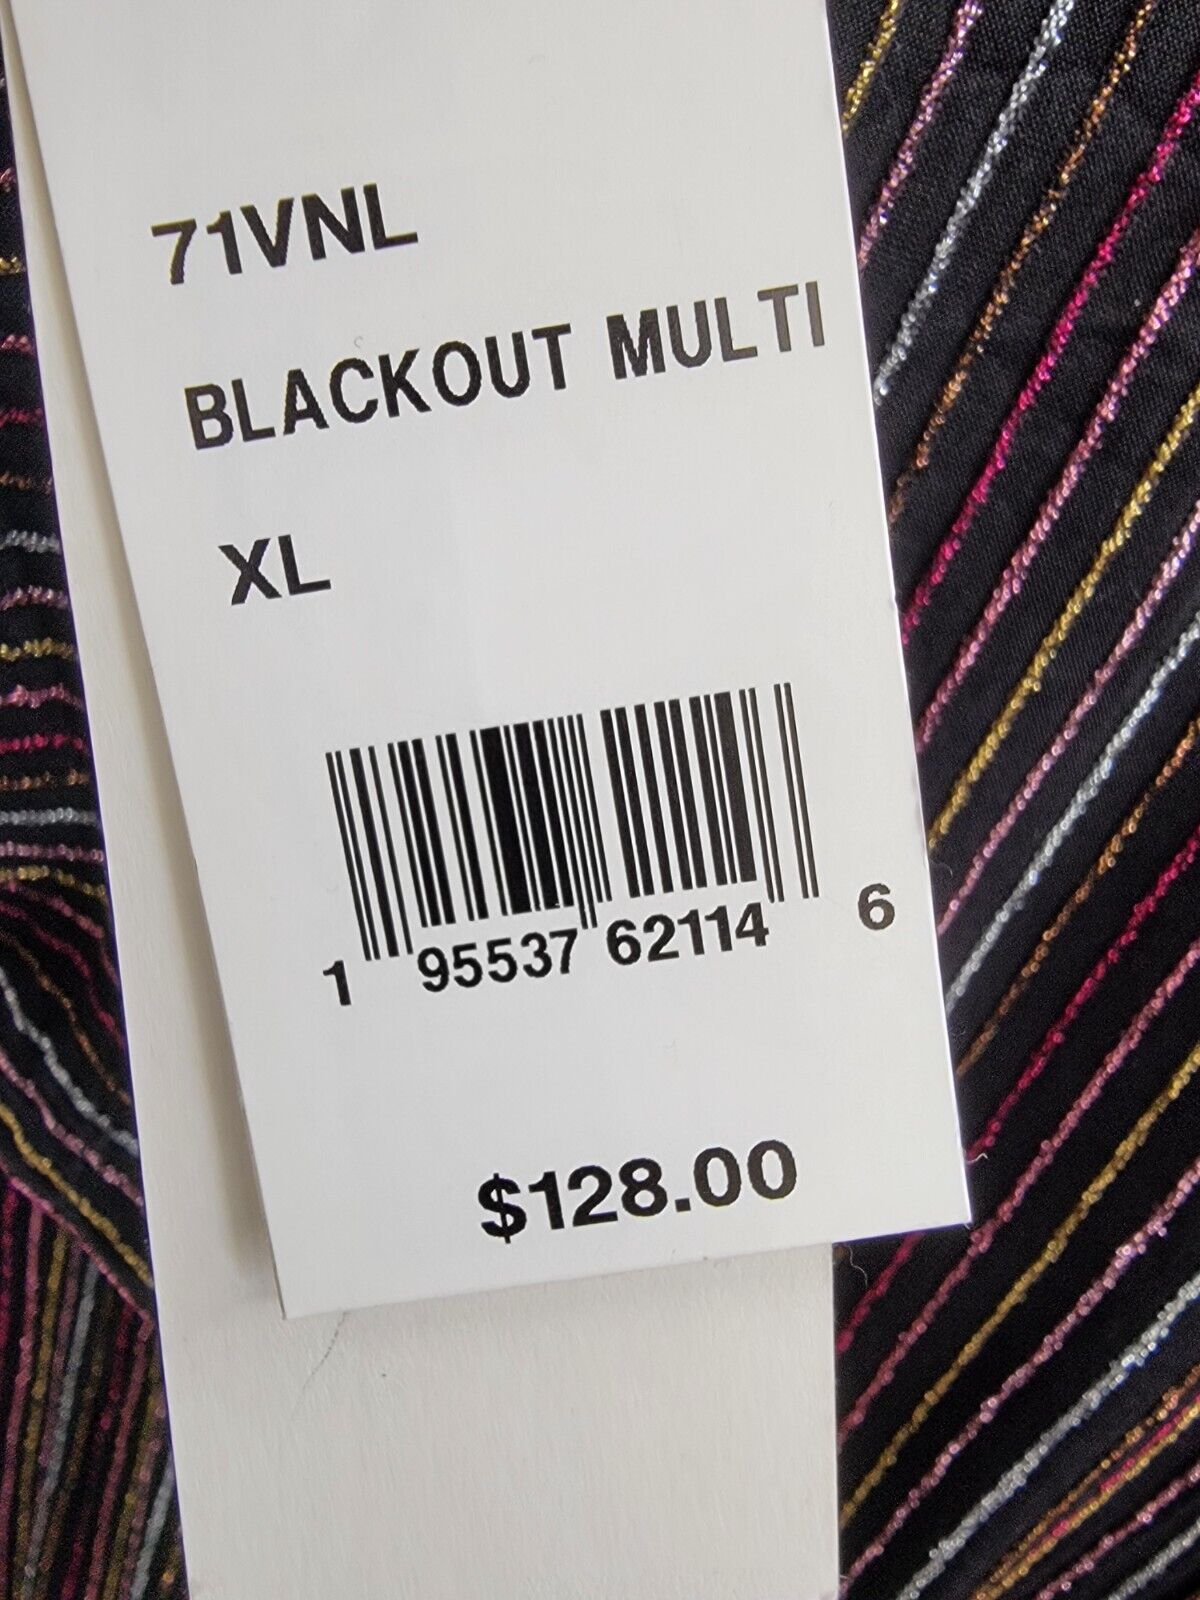 71VNL
BLACKOUT MULTI
XL
1 95537 62114 6
$128.00